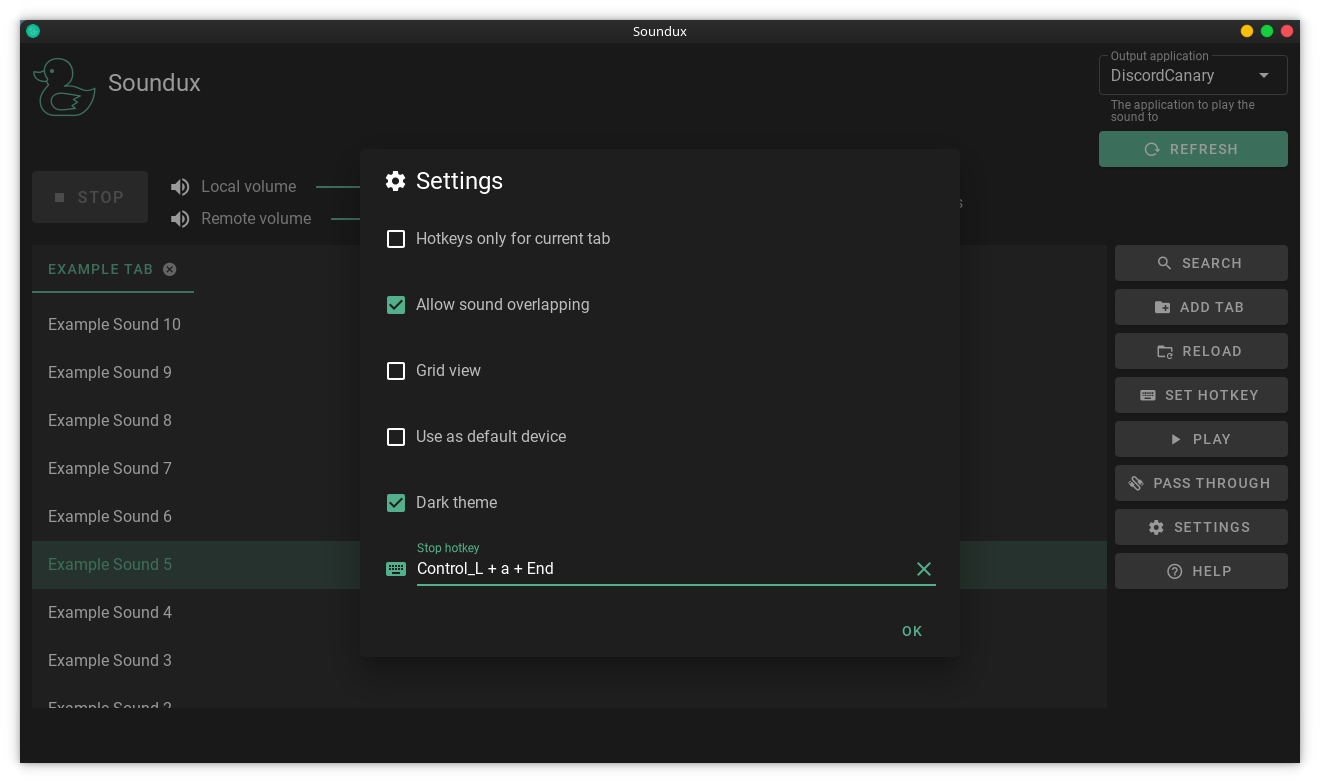 Soundux
Soundux
Output application
DiscordCanary
The application to play the
sound to
REFRESH
STOP
Local volume
Remote volume
EXAMPLE TAB
Example Sound 10
Example Sound 9
Example Sound 8
Example Sound 7
Example Sound 6
Example Sound 5
Example Sound 4
Example Sound 3
Example Sound 2
Settings
Hotkeys only for current tab
Allow sound overlapping
Grid view
Use as default device
Dark theme
Stop hotkey
Control_L + a + End
OK
SEARCH
ADD TAB
RELOAD
SET HOTKEY
PLAY
PASS THROUGH
SETTINGS
HELP